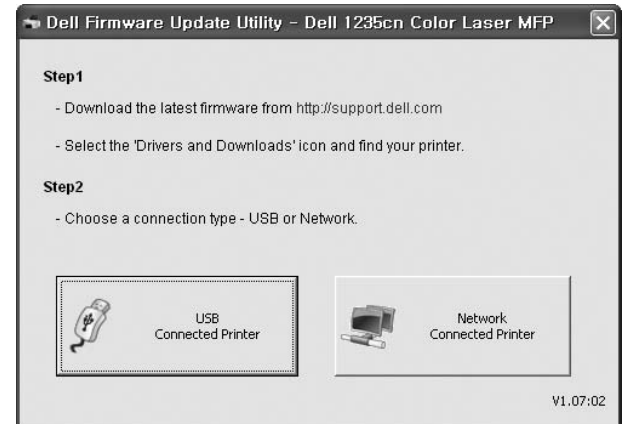 Dell Firmware Update Utility - Dell 1235cn Color Laser MFP
Step1
- Download the latest firmware from http://support.dell.com
- Select the 'Drivers and Downloads' icon and find your printer.
Step2
- Choose a connection type - USB or Network.
USB
Connected Printer
Network
Connected Printer
V1.07:02